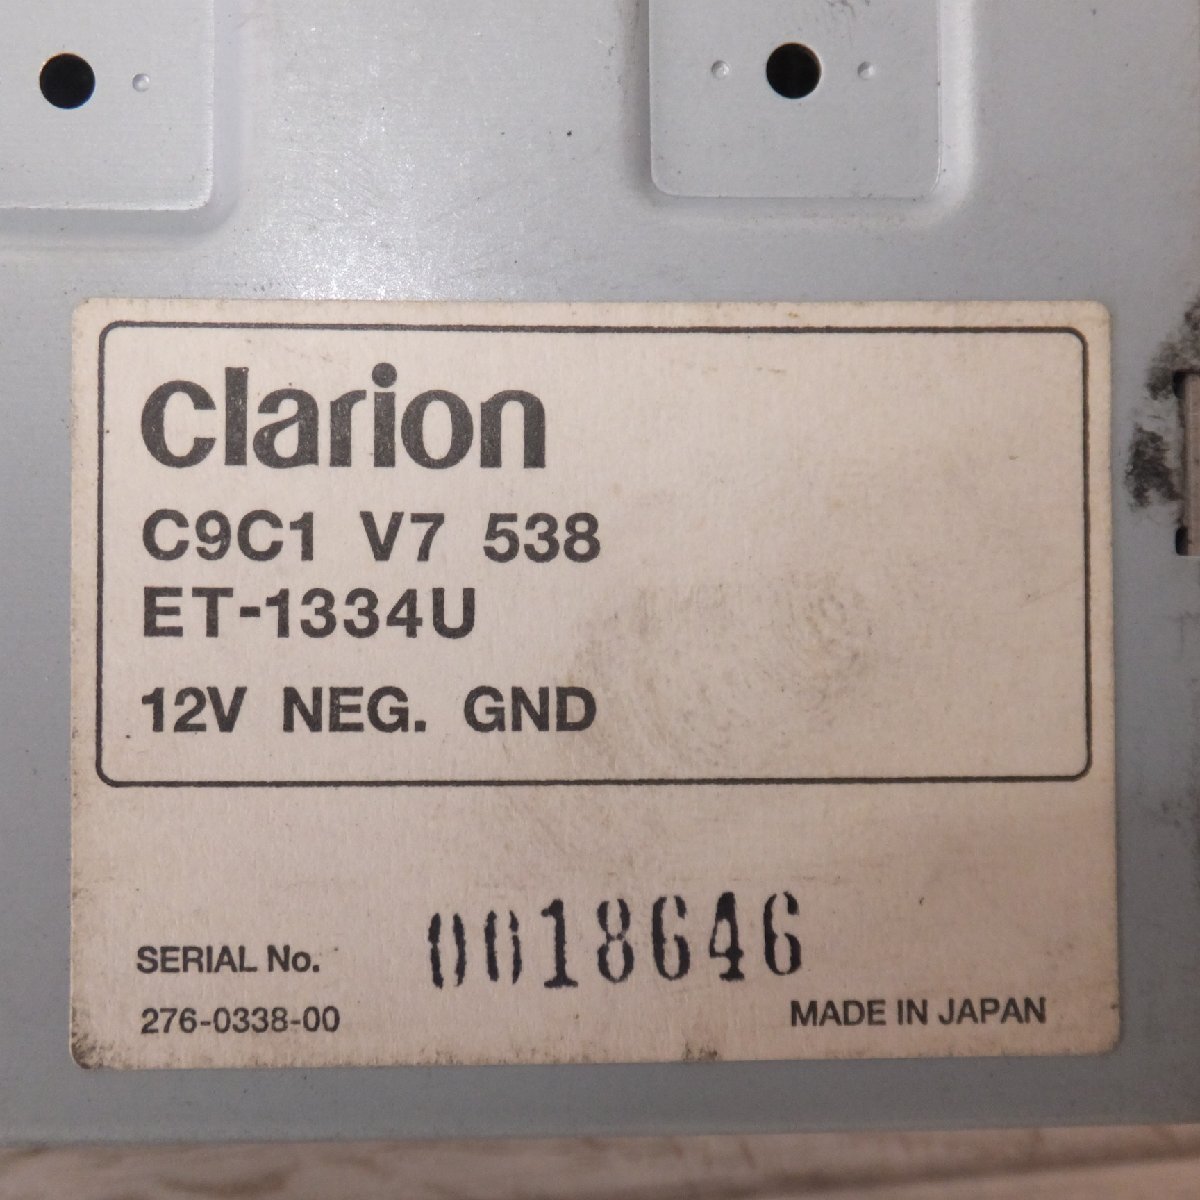 clarion
C9C1 V7 538
ET-1334U
12V NEG. GND
SERIAL No. 0018646
276-0338-00 MADE IN JAPAN